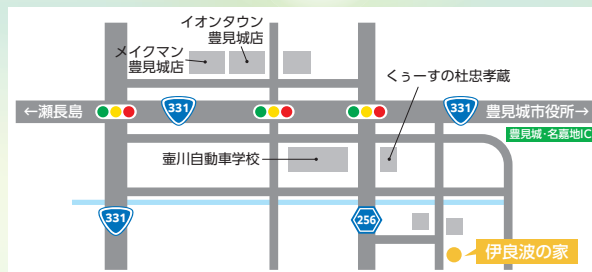 イオンタウン
豊見城店
メイクマン
豊見城店
くぅーすの杜忠孝蔵
←瀬長島
331
331
豊見城市役所→
豊見城・名嘉地IC
壷川自動車学校
331
256
伊良波の家